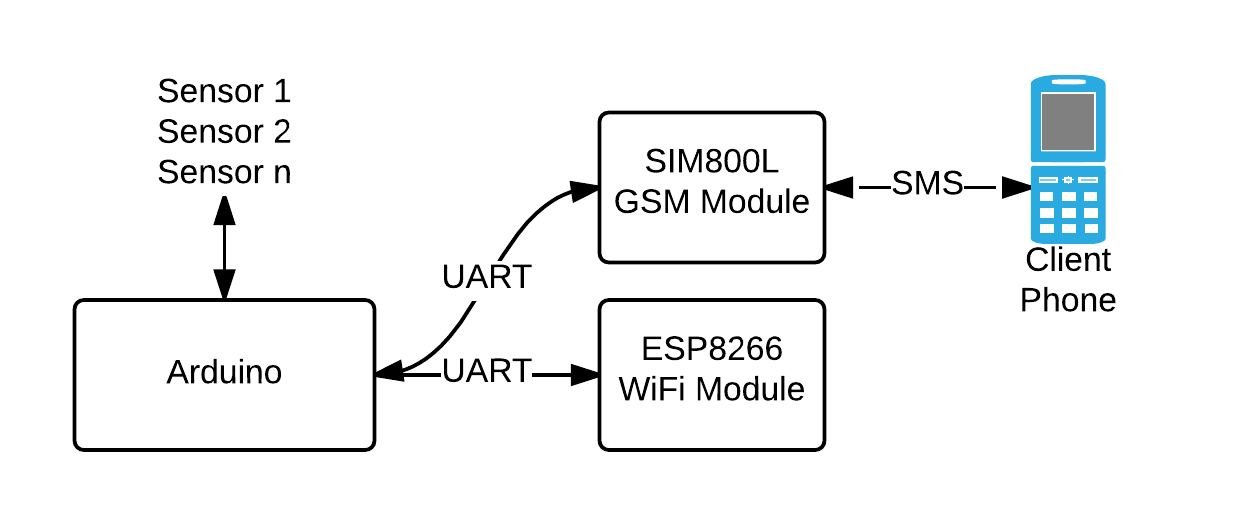 Sensor 1
Sensor 2
Sensor n
SIM800L
GSM Module
SMS
Client
Phone
UART
Arduino
UART
ESP8266
WiFi Module